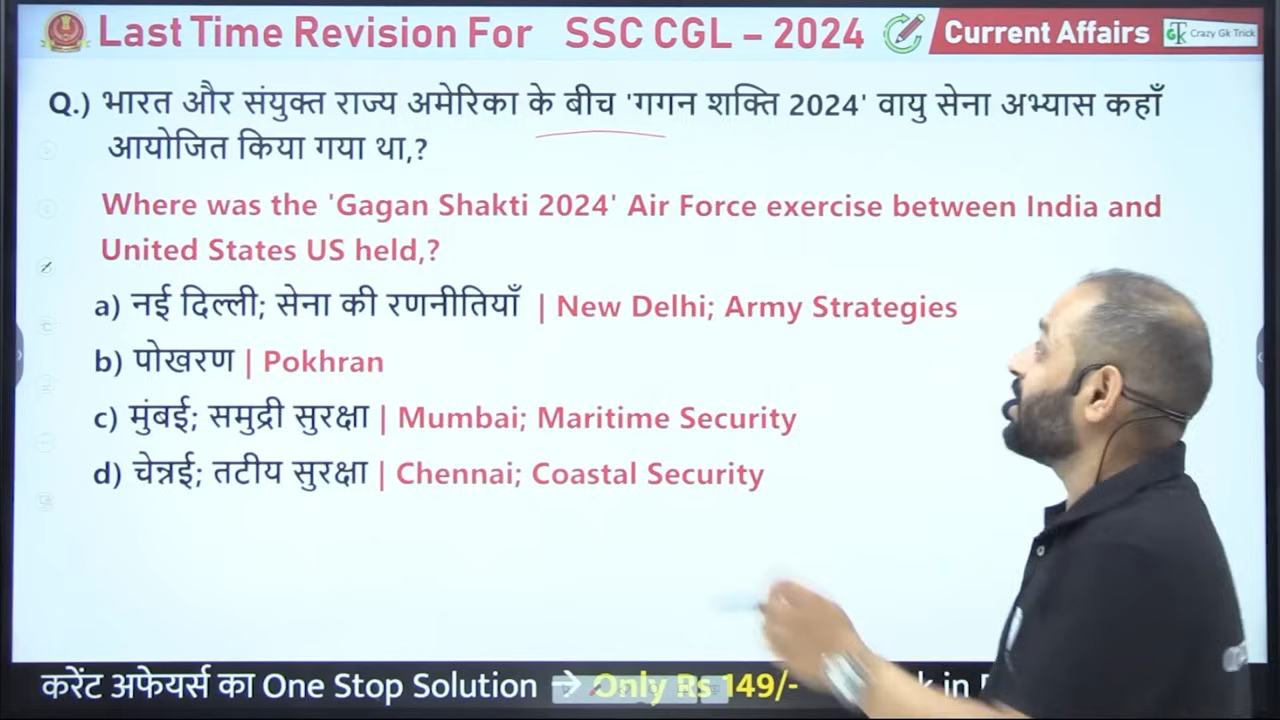 Last Time Revision For SSC CGL – 2024 Current Affairs Crazy Gk Trick
Q.) भारत और संयुक्त राज्य अमेरिका के बीच 'गगन शक्ति 2024' वायु सेना अभ्यास कहाँ
आयोजित किया गया था,?
Where was the 'Gagan Shakti 2024' Air Force exercise between India and
United States US held,?
a) नई दिल्ली; सेना की रणनीतियाँ | New Delhi; Army Strategies
b) पोखरण | Pokhran
c) मुंबई; समुद्री सुरक्षा | Mumbai; Maritime Security
d) चेन्नई; तटीय सुरक्षा | Chennai; Coastal Security
करेंट अफेयर्स का One Stop Solution → Only Rs 149/- in